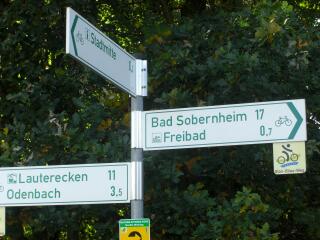 i Stadtmitte
Bad Sobernheim 17
Freibad 0,7
Lauterecken 11
Odenbach 3,5